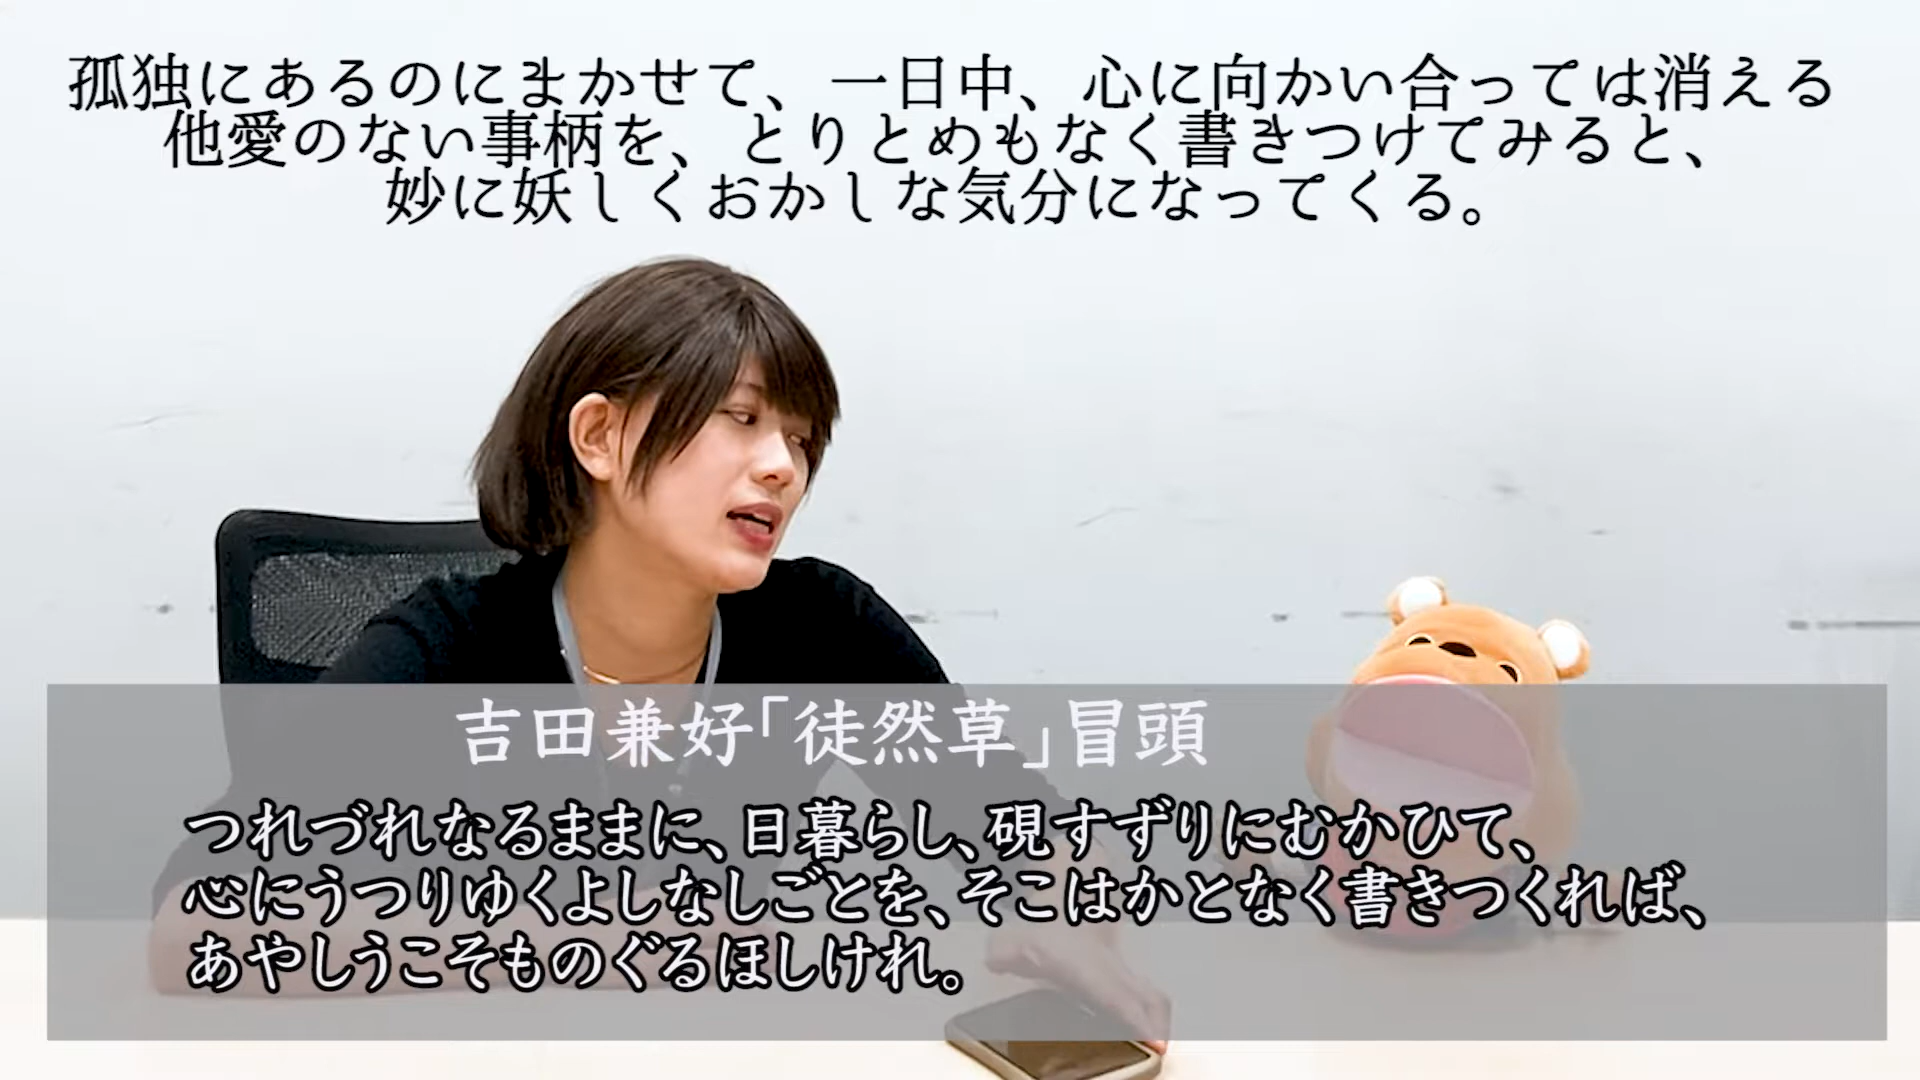 孤独にあるのにまかせて、一日中、心に向かい合っては消える
他愛のない事柄を、とりとめもなく書きつけてみると、
妙に妖しくおかしな気分になってくる。
吉田兼好「徒然草」冒頭
つれづれなるままに、日暮らし、硯すずりにむかひて、
心にうつりゆくよしなしごとを、そこはかとなく書きつくれば、
あやしうこそものぐるほしけれ。